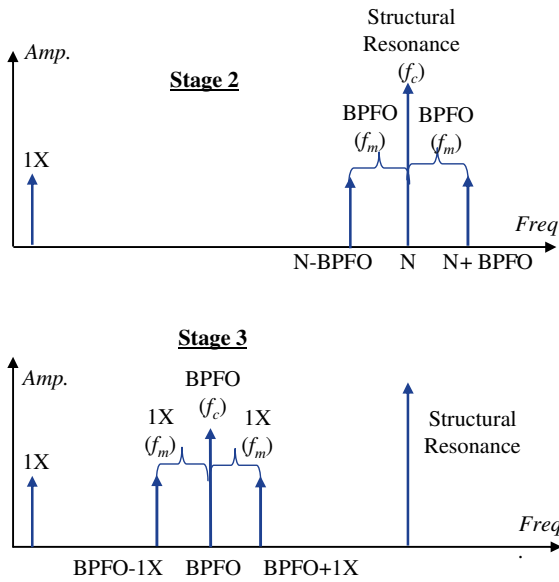 Structural
Resonance
(fc)
Amp.
Stage 2
BPFO
(fm)
BPFO
(fm)
1X
Freq
N-BPFO
N
N+ BPFO
Stage 3
Amp.
BPFO
(fc)
1X
(fm)
1X
(fm)
Structural
Resonance
1X
Freq
.
BPFO-1X
BPFO
BPFO+1X